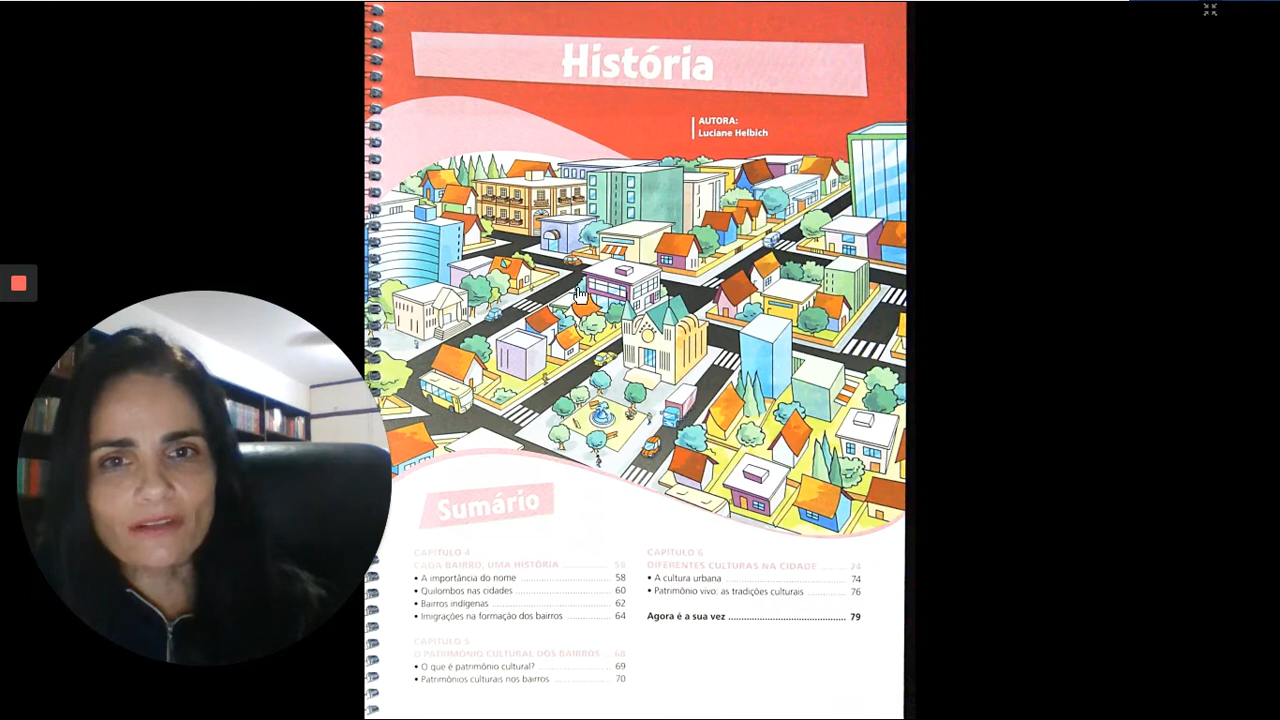 História
AUTORA:
Luciane Helbich
Sumário
CAPÍTULO 4
CADA BAIRRO, UMA HISTÓRIA 58
• A importância do nome 58
• Quilombos nas cidades 60
• Bairros indígenas 62
• Imigrações na formação dos bairros 64
CAPÍTULO 5
O PATRIMÔNIO CULTURAL DOS BAIRROS 68
• O que é patrimônio cultural? 69
• Patrimônios culturais nos bairros 70
CAPÍTULO 6
DIFERENTES CULTURAS NA CIDADE 74
• A cultura urbana 74
• Patrimônio vivo: as tradições culturais 76
Agora é a sua vez 79